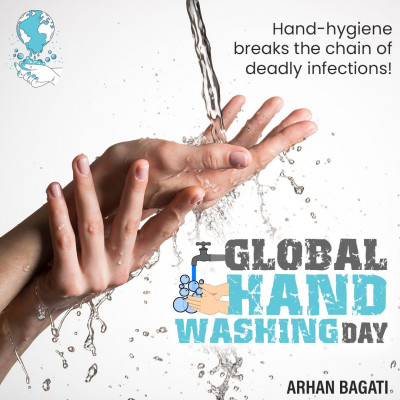 Hand-hygiene
breaks the chain of
deadly infections!
GLOBAL
HAND
WASHING DAY
ARHAN BAGATI